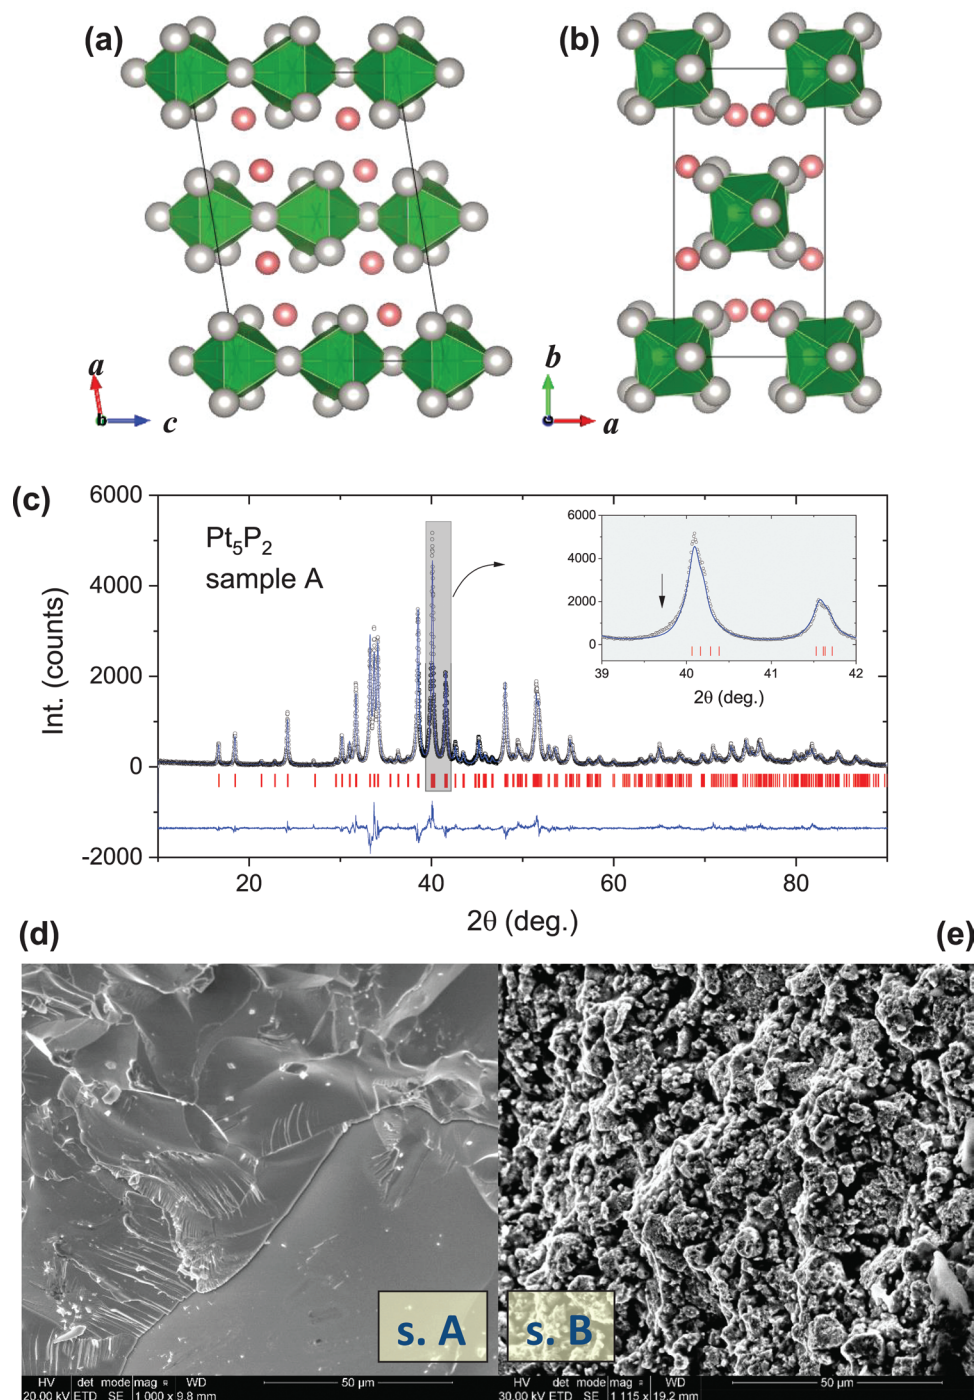 (a)
(b)
a
b
c
b
a
(c)
Int. (counts)
6000
4000
2000
0
-2000
Pt₅P₂
sample A
6000
4000
2000
0
39
40
41
42
2θ (deg.)
20
40
60
80
2θ (deg.)
(d)
(e)
s. A
s. B
HV det mode mag WD 50 µm
20.00 kV ETD SE 1 000 x 9.8 mm
HV det mode mag WD 50 µm
30.00 kV ETD SE 1 115 x 19.2 mm